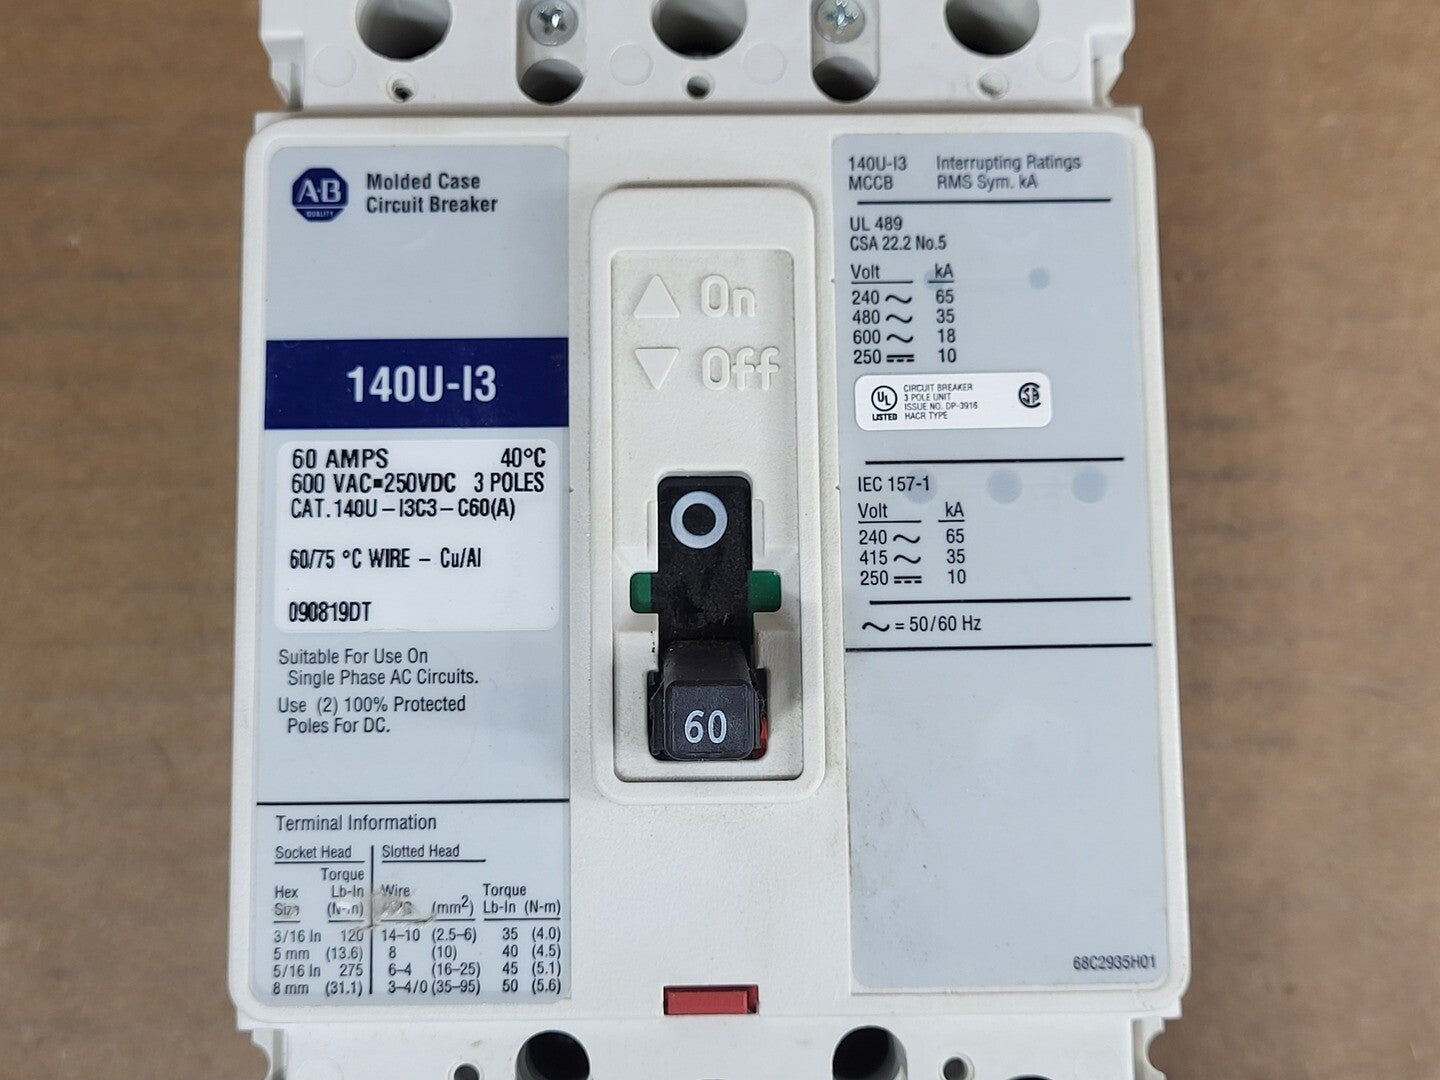 A-B
QUALITY
Molded Case
Circuit Breaker
140U-I3
60 AMPS 40°C
600 VAC▪250VDC 3 POLES
CAT.140U-I3C3-C60(A)
60/75 °C WIRE - Cu/Al
090819DT
Suitable For Use On
Single Phase AC Circuits.
Use (2) 100% Protected
Poles For DC.
Terminal Information
Socket Head Slotted Head
Torque
Hex Lb-In Wire Torque
Size (N-m) (mm²) Lb-In (N-m)
3/16 In 120 14-10 (2.5-6) 35 (4.0)
5 mm (13.6) 8 (10) 40 (4.5)
5/16 In 275 6-4 (16-25) 45 (5.1)
8 mm (31.1) 3-4/0 (35-95) 50 (5.6)
On
Off
60
140U-I3 Interrupting Ratings
MCCB RMS Sym. kA
UL 489
CSA 22.2 No.5
Volt kA
240 ~ 65
480 ~ 35
600 ~ 18
250 ⎓ 10
UL
LISTED
CIRCUIT BREAKER
3 POLE UNIT
ISSUE NO. DP-3916
HACR TYPE
IEC 157-1
Volt kA
240 ~ 65
415 ~ 35
250 ⎓ 10
~ = 50/60 Hz
68C2935H01